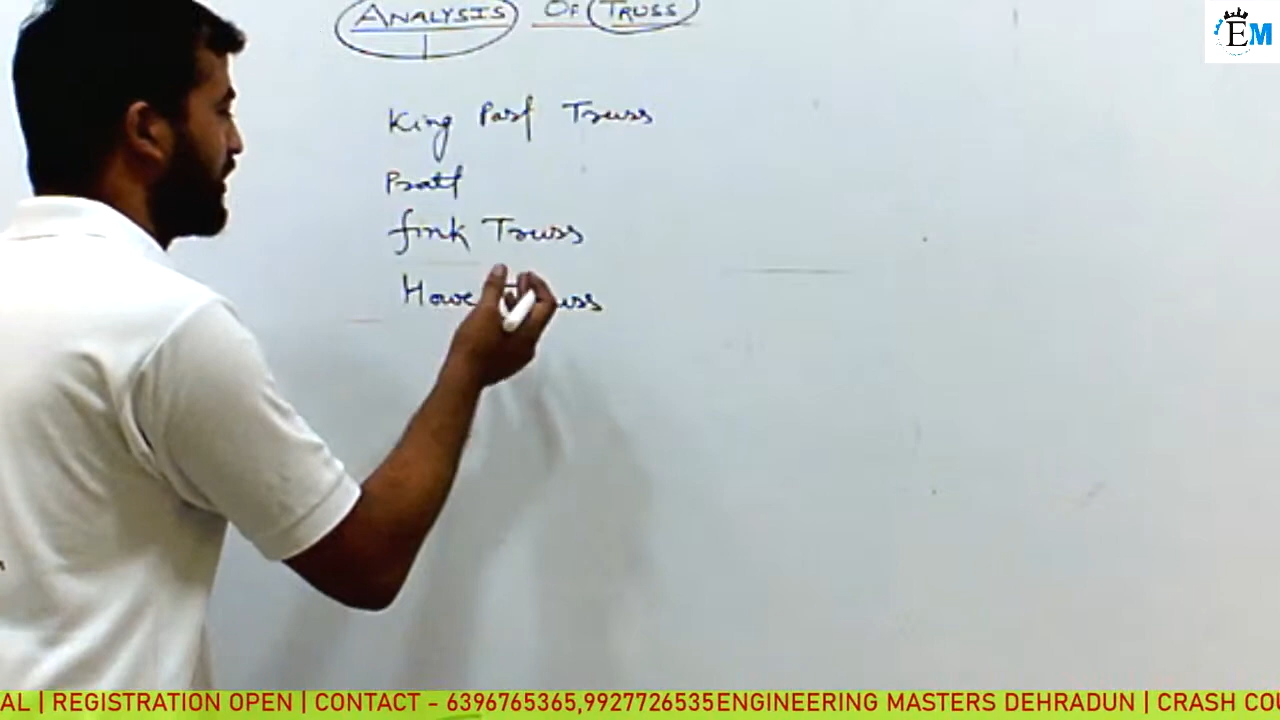 ANALYSIS OF TRUSS
EM
King Post Truss
Pratt
fink Truss
Howe Truss
AL | REGISTRATION OPEN | CONTACT - 6396765365,9927726535ENGINEERING MASTERS DEHRADUN | CRASH COU